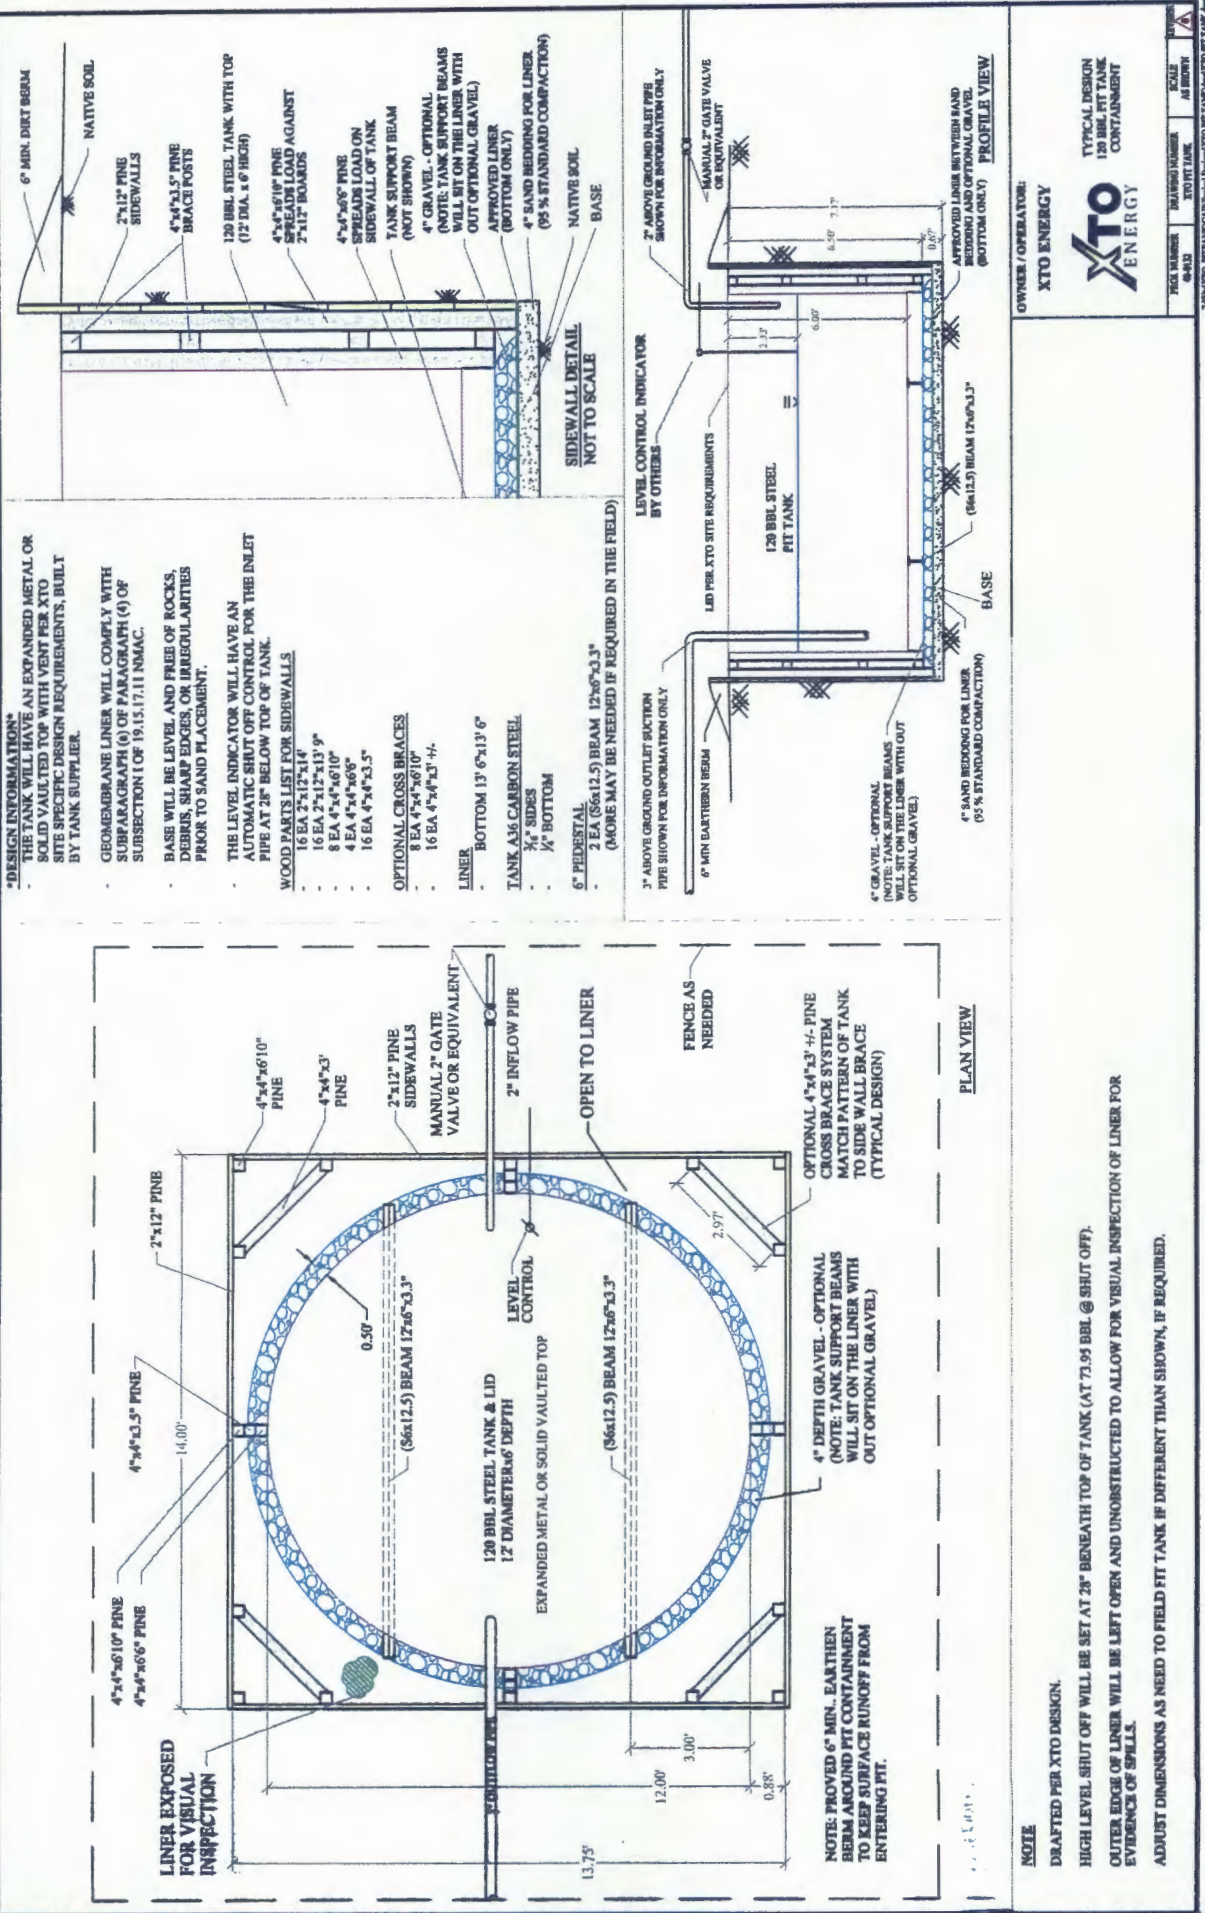 *DESIGN INFORMATION*
- THE TANK WILL HAVE AN EXPANDED METAL OR
SOLID VAULTED TOP WITH VENT PER XTO
SITE SPECIFIC DESIGN REQUIREMENTS, BUILT
BY TANK SUPPLIER.
- GEOMEMBRANE LINER WILL COMPLY WITH
SUBPARAGRAPH (a) OF PARAGRAPH (4) OF
SUBSECTION I OF 19.15.17.11 NMAC.
- BASE WILL BE LEVEL AND FREE OF ROCKS,
DEBRIS, SHARP EDGES, OR IRREGULARITIES
PRIOR TO SAND PLACEMENT.
- THE LEVEL INDICATOR WILL HAVE AN
AUTOMATIC SHUT OFF CONTROL FOR THE INLET
PIPE AT 28" BELOW TOP OF TANK.
WOOD PARTS LIST FOR SIDEWALLS
- 16 EA 2"x12"x14'
- 16 EA 2"x12"x13' 9"
- 8 EA 4"x4"x6'10"
- 4 EA 4"x4"x6'6"
- 16 EA 4"x4"x3.5"
OPTIONAL CROSS BRACES
- 8 EA 4"x4"x6'10"
- 16 EA 4"x4"x3' +/-
LINER
- BOTTOM 13' 6"x13' 6"
TANK A36 CARBON STEEL
- SIDES
- ¼" BOTTOM
6" PEDESTAL
- 2 EA (S6x12.5) BEAM 12'x6"x3.3"
(MORE MAY BE NEEDED IF REQUIRED IN THE FIELD)
6" MIN. DIRT BERM
NATIVE SOIL
2"x12" PINE
SIDEWALLS
4"x4"x3.5" PINE
BRACE POSTS
120 BBL STEEL TANK WITH TOP
(12' DIA. x 6' HIGH)
4"x4"x6'10" PINE
SPREADS LOAD AGAINST
2"x12" BOARDS
4"x4"x6'6" PINE
SPREADS LOAD ON
SIDEWALL OF TANK
TANK SUPPORT BEAM
(NOT SHOWN)
4" GRAVEL - OPTIONAL
(NOTE: TANK SUPPORT BEAMS
WILL SIT ON THE LINER WITH
OUT OPTIONAL GRAVEL)
APPROVED LINER
(BOTTOM ONLY)
4" SAND BEDDING FOR LINER
(95 % STANDARD COMPACTION)
NATIVE SOIL
BASE
SIDEWALL DETAIL
NOT TO SCALE
LINER EXPOSED
FOR VISUAL
INSPECTION
4"x4"x6'10" PINE
4"x4"x6'6" PINE
4"x4"x3.5" PINE
14.00'
2"x12" PINE
4"x4"x6'10"
PINE
4"x4"x3'
PINE
2"x12" PINE
SIDEWALLS
MANUAL 2" GATE
VALVE OR EQUIVALENT
2" INFLOW PIPE
OPEN TO LINER
FENCE AS
NEEDED
0.50'
(S6x12.5) BEAM 12'x6"x3.3"
120 BBL STEEL TANK & LID
12' DIAMETERx6' DEPTH
EXPANDED METAL OR SOLID VAULTED TOP
LEVEL
CONTROL
(S6x12.5) BEAM 12'x6"x3.3"
2.97'
13.75'
12.00'
3.00'
0.88'
OPTIONAL 4"x4"x3' +/- PINE
CROSS BRACE SYSTEM
MATCH PATTERN OF TANK
TO SIDE WALL BRACE
(TYPICAL DESIGN)
4" DEPTH GRAVEL - OPTIONAL
(NOTE: TANK SUPPORT BEAMS
WILL SIT ON THE LINER WITH
OUT OPTIONAL GRAVEL)
NOTE: PROVED 6" MIN.. EARTHEN
BERM AROUND PIT CONTAINMENT
TO KEEP SURFACE RUNOFF FROM
ENTERING PIT.
PLAN VIEW
3" ABOVE GROUND OUTLET SUCTION
PIPE SHOWN FOR INFORMATION ONLY
6" MIN EARTHERN BERM
LEVEL CONTROL INDICATOR
BY OTHERS
LID PER XTO SITE REQUIREMENTS
120 BBL STEEL
PIT TANK
2" ABOVE GROUND INLET PIPE
SHOWN FOR INFORMATION ONLY
MANUAL 2" GATE VALVE
OR EQUIVALENT
2.33'
6.00'
6.50'
0.67'
4" GRAVEL - OPTIONAL
(NOTE: TANK SUPPORT BEAMS
WILL SIT ON THE LINER WITH OUT
OPTIONAL GRAVEL)
4" SAND BEDDING FOR LINER
(95 % STANDARD COMPACTION)
BASE
(S6x12.5) BEAM 12'x6"x3.3"
APPROVED LINER BETWEEN SAND
BEDDING AND OPTIONAL GRAVEL
(BOTTOM ONLY)
PROFILE VIEW
NOTE
DRAFTED PER XTO DESIGN.
HIGH LEVEL SHUT OFF WILL BE SET AT 28" BENEATH TOP OF TANK (AT 73.95 BBL @ SHUT OFF).
OUTER EDGE OF LINER WILL BE LEFT OPEN AND UNOBSTRUCTED TO ALLOW FOR VISUAL INSPECTION OF LINER FOR
EVIDENCE OF SPILLS.
ADJUST DIMENSIONS AS NEED TO FIELD FIT TANK IF DIFFERENT THAN SHOWN, IF REQUIRED.
OWNER / OPERATOR:
XTO ENERGY
XTO
ENERGY
TYPICAL DESIGN
120 BBL PIT TANK
CONTAINMENT
PROJ. NUMBER
DRAWING NUMBER
XTO PIT TANK
SCALE
AS SHOWN